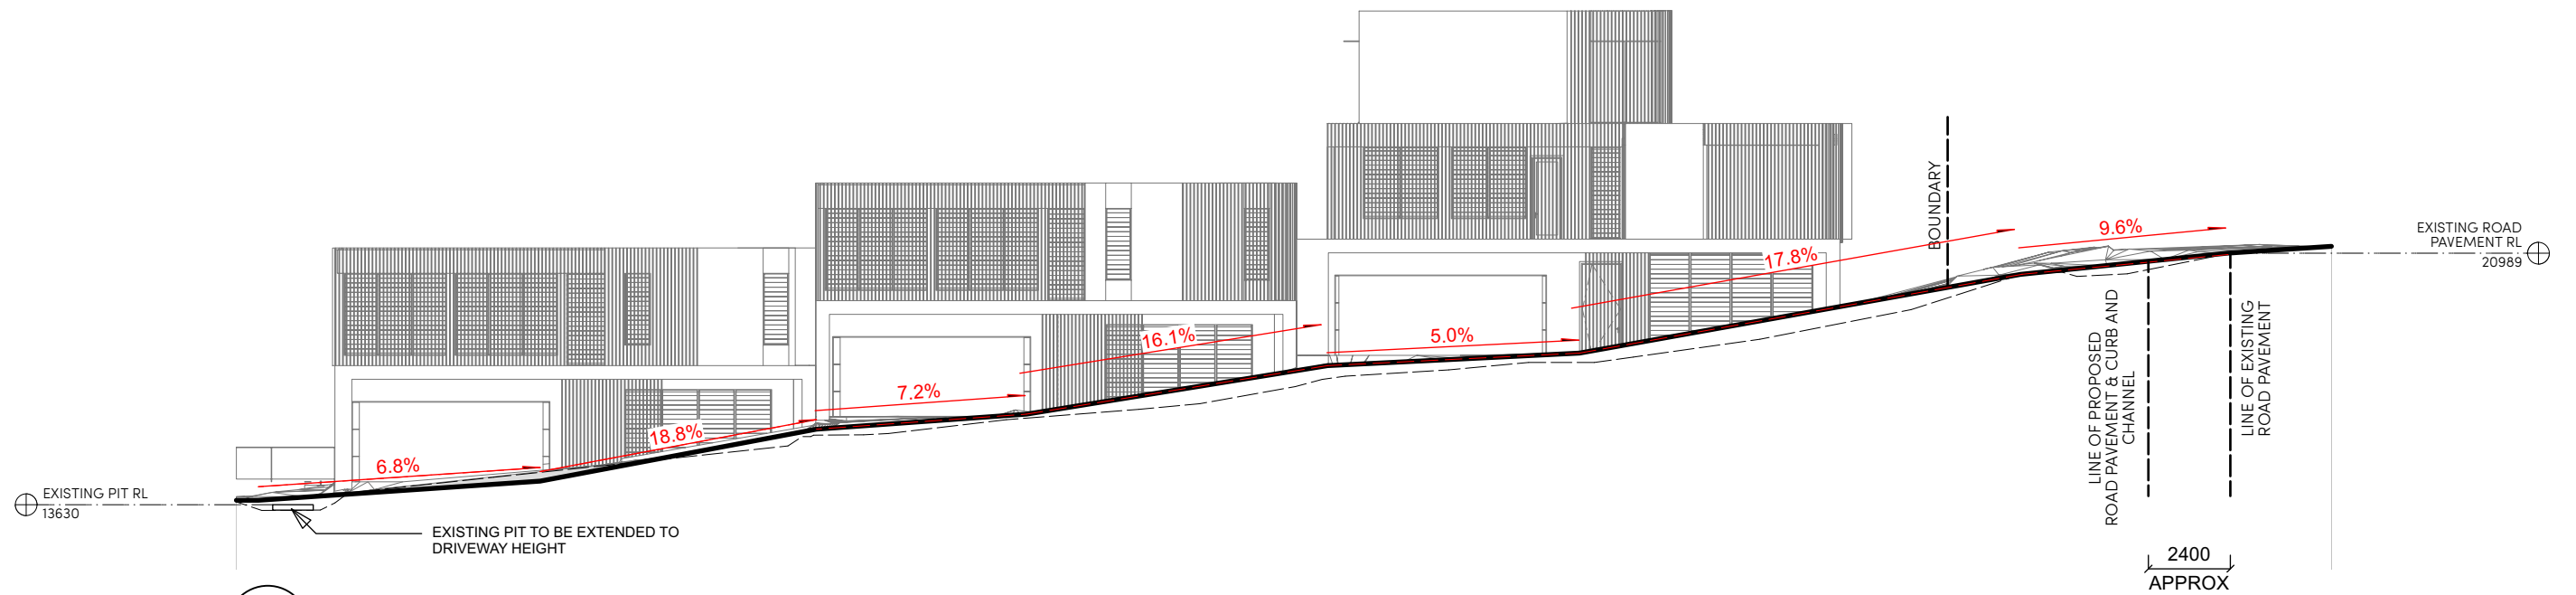 BOUNDARY
9.6%
EXISTING ROAD
PAVEMENT RL
20989
17.8%
16.1%
5.0%
7.2%
18.8%
6.8%
EXISTING PIT RL
13630
EXISTING PIT TO BE EXTENDED TO
DRIVEWAY HEIGHT
LINE OF PROPOSED
ROAD PAVEMENT & CURB AND
CHANNEL
LINE OF EXISTING
ROAD PAVEMENT
2400
APPROX